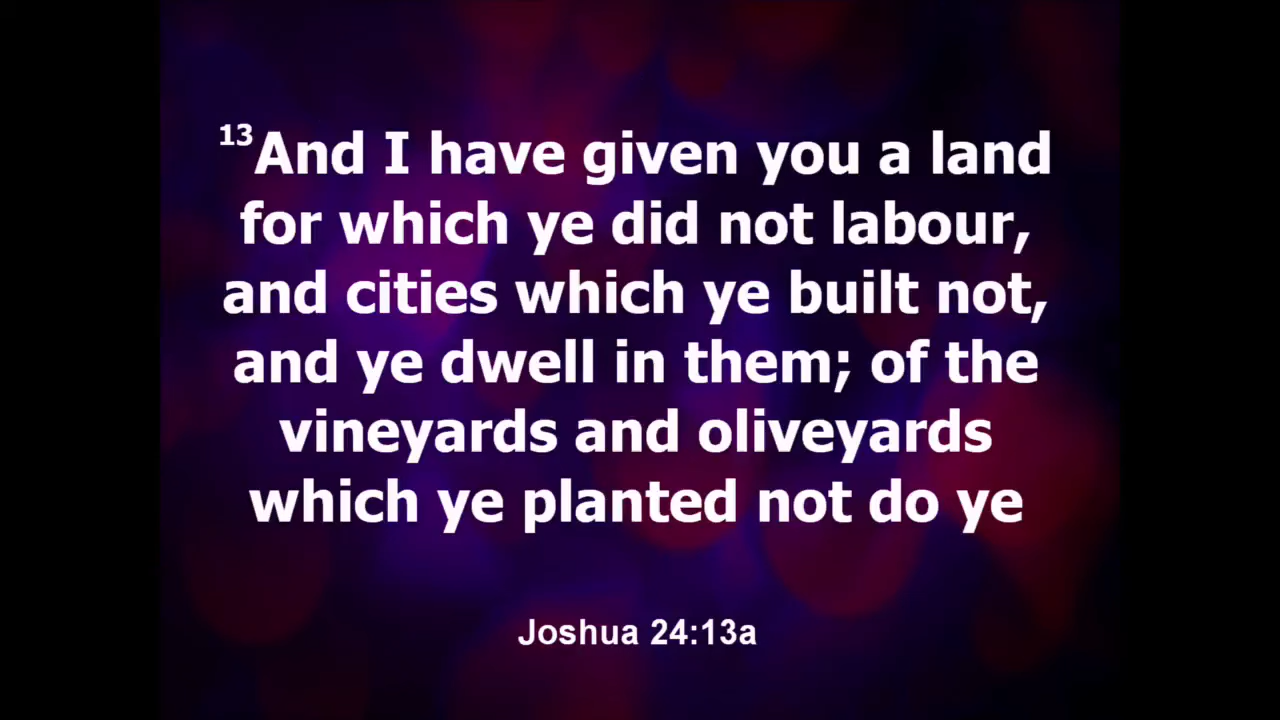 13And I have given you a land
for which ye did not labour,
and cities which ye built not,
and ye dwell in them; of the
vineyards and oliveyards
which ye planted not do ye
Joshua 24:13a